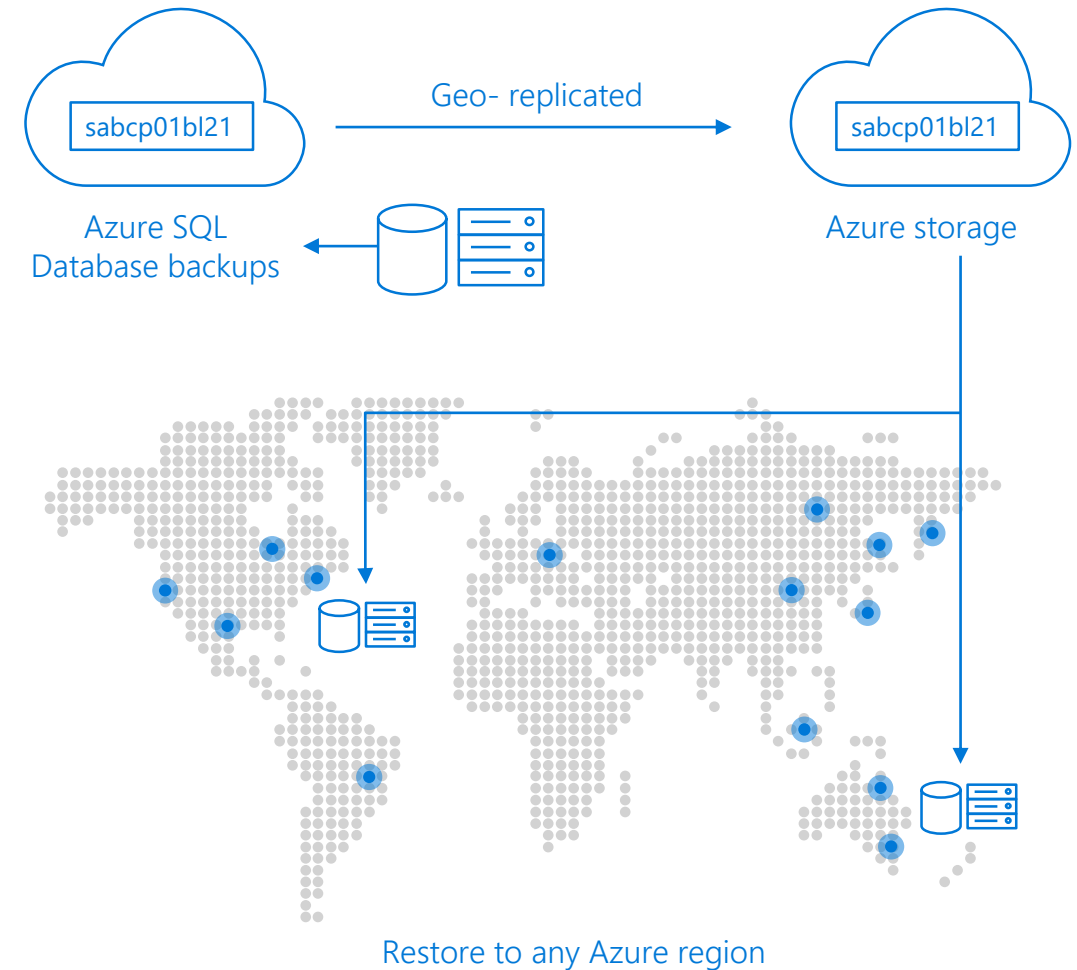 Geo- replicated
sabcp01bl21
sabcp01bl21
Azure SQL
Database backups
Azure storage
Restore to any Azure region